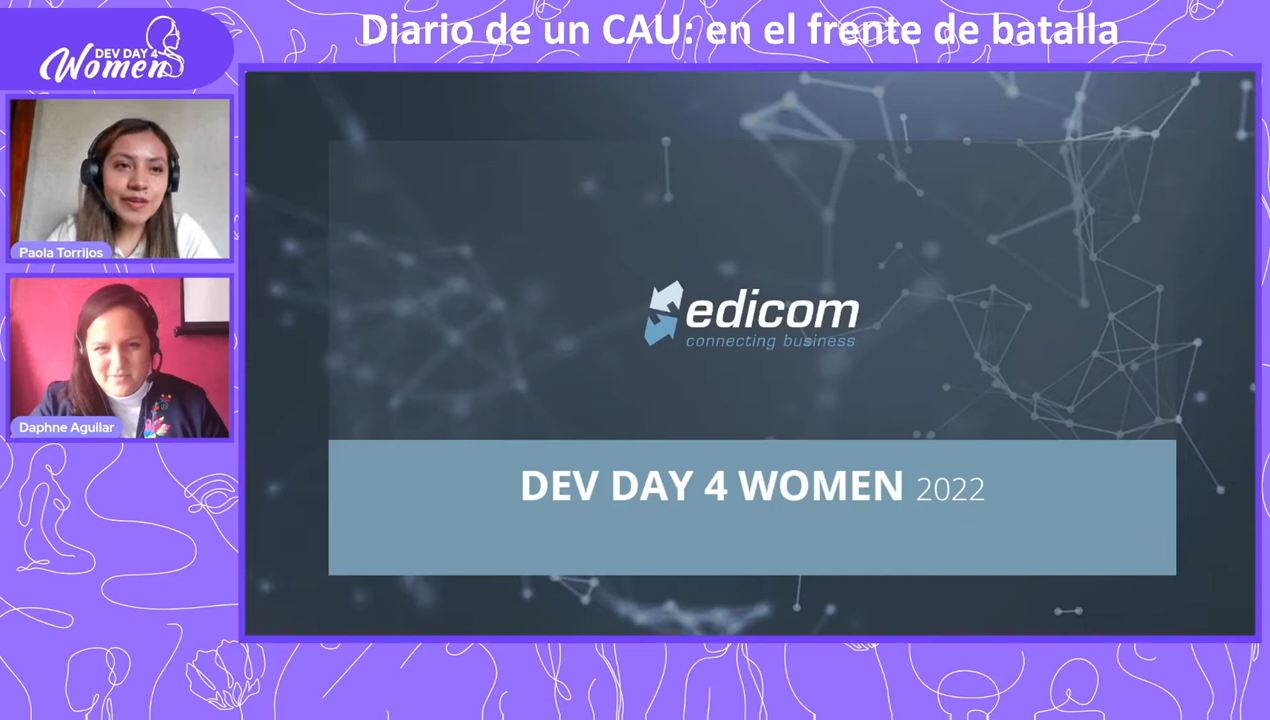 Diario de un CAU: en el frente de batalla
DEV DAY 4
Women
Paola Torrijos
Daphne Aguilar
edicom
connecting business
DEV DAY 4 WOMEN 2022